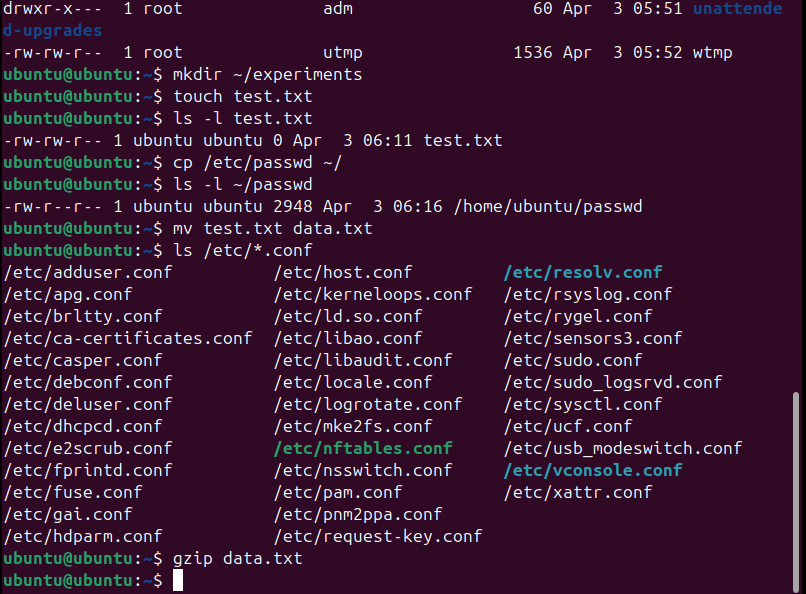 drwxr-x---  1 root              adm                  60 Apr  3 05:51 unattende
d-upgrades
-rw-rw-r--  1 root              utmp               1536 Apr  3 05:52 wtmp
ubuntu@ubuntu:~$ mkdir ~/experiments
ubuntu@ubuntu:~$ touch test.txt
ubuntu@ubuntu:~$ ls -l test.txt
-rw-rw-r-- 1 ubuntu ubuntu 0 Apr  3 06:11 test.txt
ubuntu@ubuntu:~$ cp /etc/passwd ~/
ubuntu@ubuntu:~$ ls -l ~/passwd
-rw-r--r-- 1 ubuntu ubuntu 2948 Apr  3 06:16 /home/ubuntu/passwd
ubuntu@ubuntu:~$ mv test.txt data.txt
ubuntu@ubuntu:~$ ls /etc/*.conf
/etc/adduser.conf          /etc/host.conf         /etc/resolv.conf
/etc/apg.conf              /etc/kerneloops.conf   /etc/rsyslog.conf
/etc/brltty.conf           /etc/ld.so.conf        /etc/rygel.conf
/etc/ca-certificates.conf  /etc/libao.conf        /etc/sensors3.conf
/etc/casper.conf           /etc/libaudit.conf     /etc/sudo.conf
/etc/debconf.conf          /etc/locale.conf       /etc/sudo_logsrvd.conf
/etc/deluser.conf          /etc/logrotate.conf    /etc/sysctl.conf
/etc/dhcpcd.conf           /etc/mke2fs.conf       /etc/ucf.conf
/etc/e2scrub.conf          /etc/nftables.conf     /etc/usb_modeswitch.conf
/etc/fprintd.conf          /etc/nsswitch.conf     /etc/vconsole.conf
/etc/fuse.conf             /etc/pam.conf          /etc/xattr.conf
/etc/gai.conf              /etc/pnm2ppa.conf
/etc/hdparm.conf           /etc/request-key.conf
ubuntu@ubuntu:~$ gzip data.txt
ubuntu@ubuntu:~$